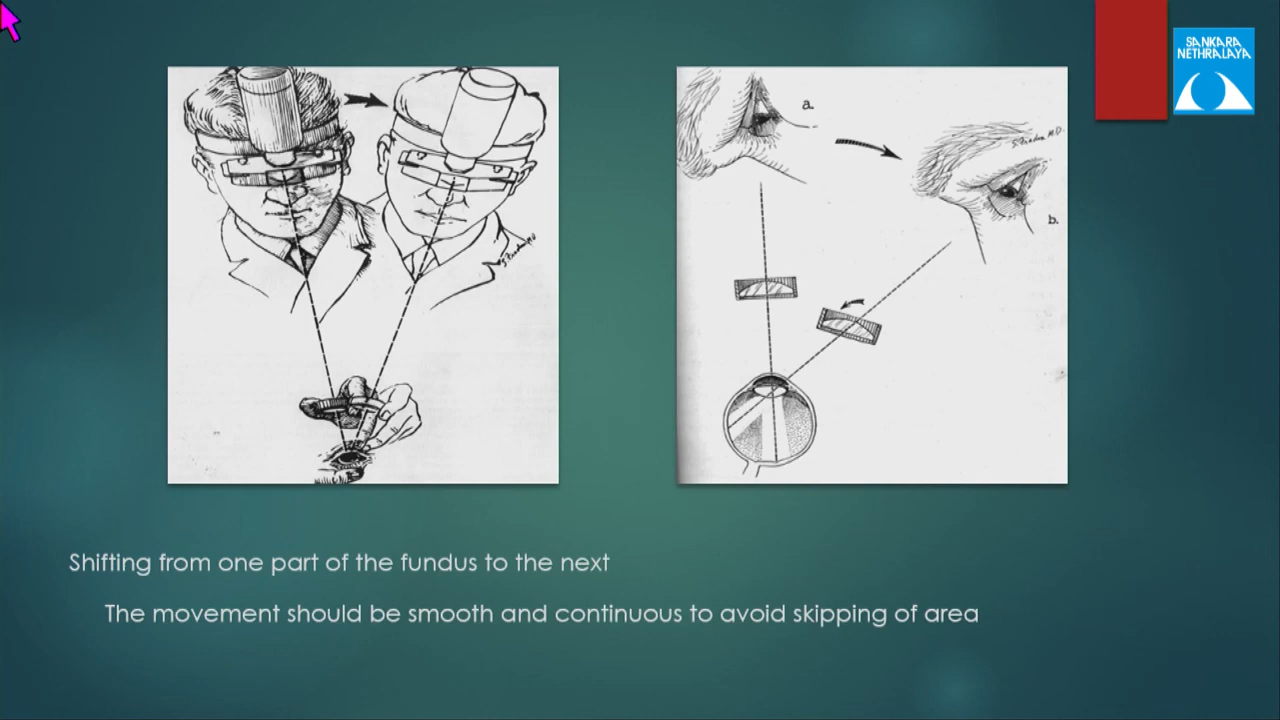 SANKARA
NETHRALAYA
a.
b.
Shifting from one part of the fundus to the next
The movement should be smooth and continuous to avoid skipping of area